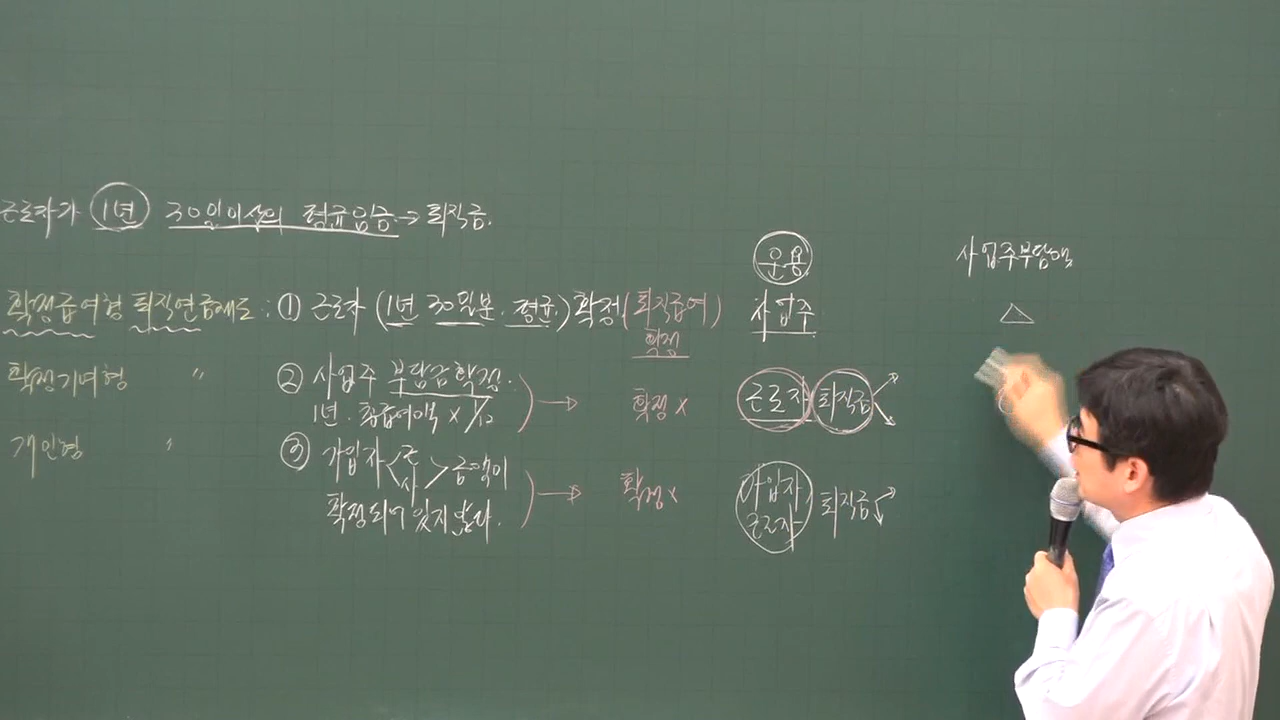 근로자가 1년 30일이상의 평균임금 → 퇴직금.
운용
사업주부담액
확정급여형 퇴직연금제도 : ① 근로자 (1년 30일분. 평균.) 확정 (퇴직급여) 사업주 △
확정
확정기여형 〃 ② 사업주 부담금 확정.
1년. 총급여액 × 1/12 → 확정 × 근로자 퇴직금
개인형 〃 ③ 가입자 < 근 사 > 금액이
확정되어 있지 않다. → 확정 × 가입자 근로자 퇴직금